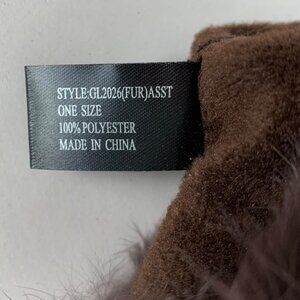 STYLE:GL2026(FUR)ASST
ONE SIZE
100%POLYESTER
MADE IN CHINA